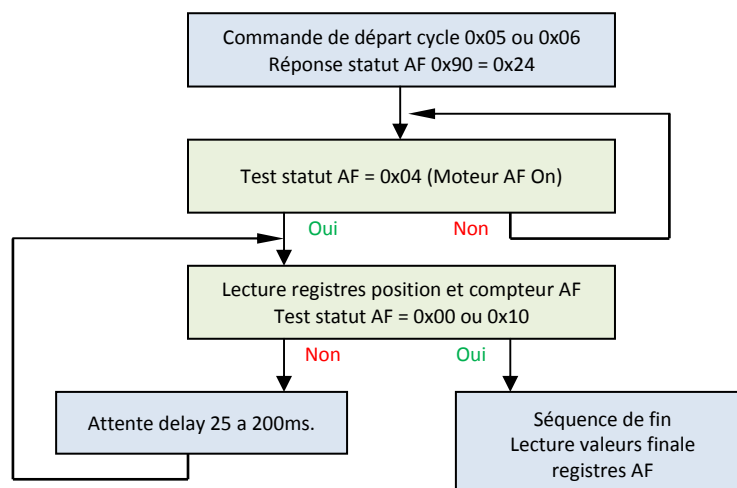 Commande de départ cycle 0x05 ou 0x06
Réponse statut AF 0x90 = 0x24
Test statut AF = 0x04 (Moteur AF On)
Oui
Non
Lecture registres position et compteur AF
Test statut AF = 0x00 ou 0x10
Non
Oui
Attente delay 25 a 200ms.
Séquence de fin
Lecture valeurs finale
registres AF